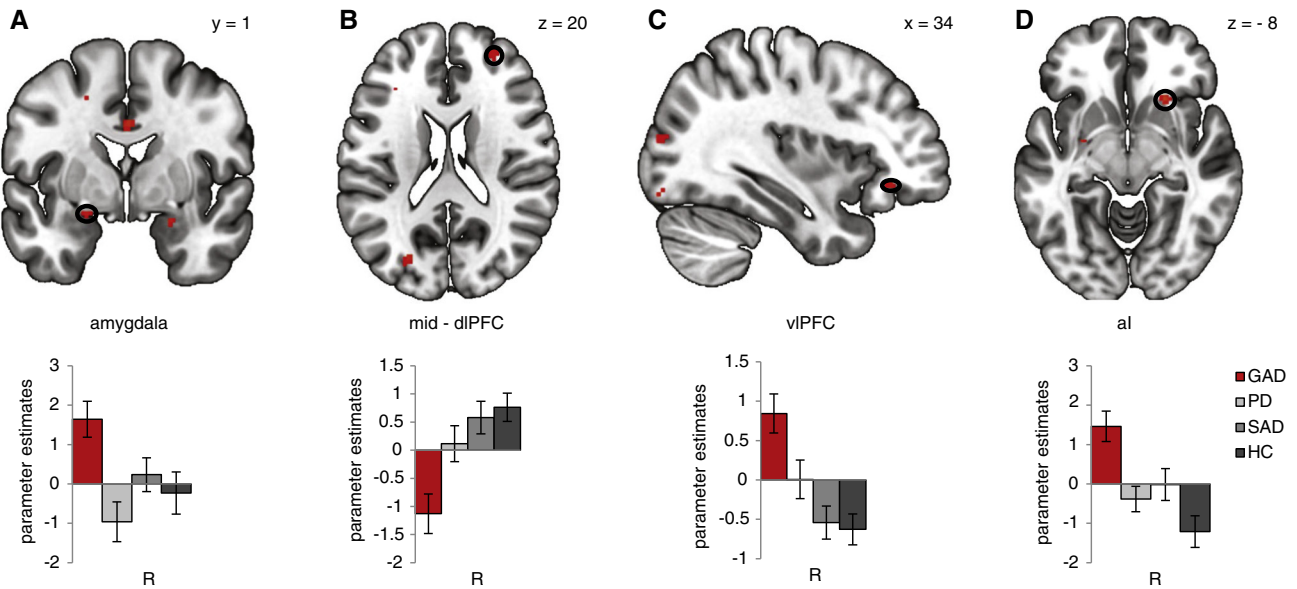 A y = 1
B z = 20
C x = 34
D z = - 8
amygdala
mid - dlPFC
vlPFC
aI
parameter estimates
3
2
1
0
-1
-2
R
parameter estimates
1.5
1
0.5
0
-0.5
-1
-1.5
-2
R
parameter estimates
1.5
1
0.5
0
-0.5
-1
R
parameter estimates
3
2
1
0
-1
-2
R
GAD
PD
SAD
HC